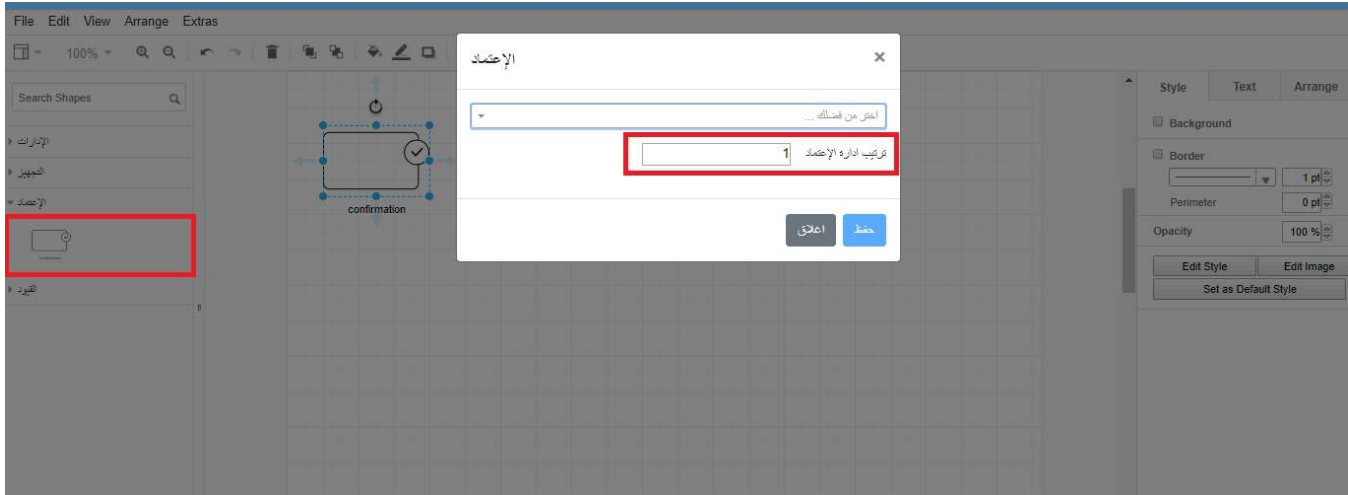 File Edit View Arrange Extras
100%
الإعتماد
×
Search Shapes
اختر من فضلك ...
ترتيب اداره الإعتماد 1
حفظ
اغلاق
الإدارات
التجهيز
الإعتماد
القيود
confirmation
Style Text Arrange
Background
Border
1 pt
Perimeter 0 pt
Opacity 100 %
Edit Style Edit Image
Set as Default Style